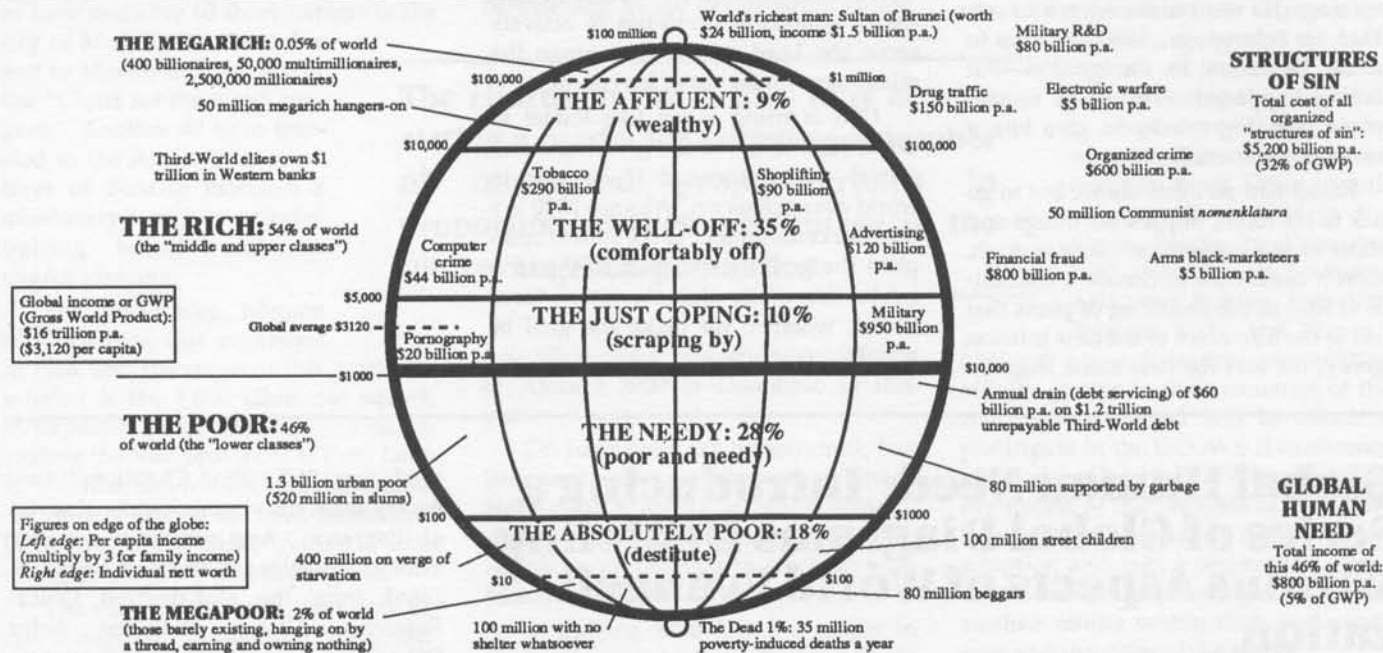 World's richest man: Sultan of Brunei (worth
$24 billion, income $1.5 billion p.a.)
$100 million
THE MEGARICH: 0.05% of world
(400 billionaires, 50,000 multimillionaires,
2,500,000 millionaires)
$100,000
$1 million
50 million megarich hangers-on
THE AFFLUENT: 9%
(wealthy)
Military R&D
$80 billion p.a.
Drug traffic
$150 billion p.a.
Electronic warfare
$5 billion p.a.
STRUCTURES
OF SIN
Total cost of all
organized
"structures of sin":
$5,200 billion p.a.
(32% of GWP)
$10,000
$100,000
Third-World elites own $1
trillion in Western banks
Tobacco
$290 billion
p.a.
Shoplifting
$90 billion
p.a.
Organized crime
$600 billion p.a.
50 million Communist nomenklatura
THE RICH: 54% of world
(the "middle and upper classes")
THE WELL-OFF: 35%
(comfortably off)
Computer
crime
$44 billion p.a.
Advertising
$120 billion
p.a.
Financial fraud
$800 billion p.a.
Arms black-marketeers
$5 billion p.a.
Global income or GWP
(Gross World Product):
$16 trillion p.a.
($3,120 per capita)
$5,000
Global average $3120
THE JUST COPING: 10%
(scraping by)
Pornography
$20 billion p.a
Military
$950 billion
p.a.
$1000
$10,000
Annual drain (debt servicing) of $60
billion p.a. on $1.2 trillion
unrepayable Third-World debt
THE POOR: 46%
of world (the "lower classes")
THE NEEDY: 28%
(poor and needy)
1.3 billion urban poor
(520 million in slums)
80 million supported by garbage
Figures on edge of the globe:
Left edge: Per capita income
(multiply by 3 for family income)
Right edge: Individual nett worth
$100
$1000
THE ABSOLUTELY POOR: 18%
(destitute)
400 million on verge of
starvation
100 million street children
$10
$100
80 million beggars
GLOBAL
HUMAN
NEED
Total income of
this 46% of world:
$800 billion p.a.
(5% of GWP)
THE MEGAPOOR: 2% of world
(those barely existing, hanging on by
a thread, earning and owning nothing)
100 million with no
shelter whatsoever
The Dead 1%: 35 million
poverty-induced deaths a year